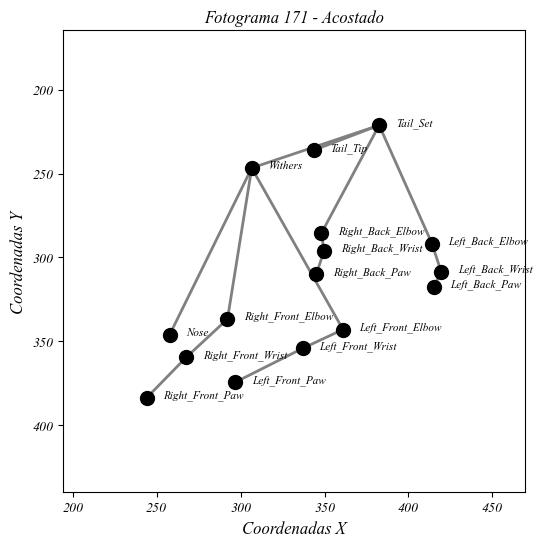 Fotograma 171 - Acostado
Coordenadas Y
200
250
300
350
400
Tail_Set
Tail_Tip
Withers
Right_Back_Elbow
Left_Back_Elbow
Right_Back_Wrist
Left_Back_Wrist
Right_Back_Paw
Left_Back_Paw
Right_Front_Elbow
Left_Front_Elbow
Nose
Left_Front_Wrist
Right_Front_Wrist
Left_Front_Paw
Right_Front_Paw
200
250
300
350
400
450
Coordenadas X